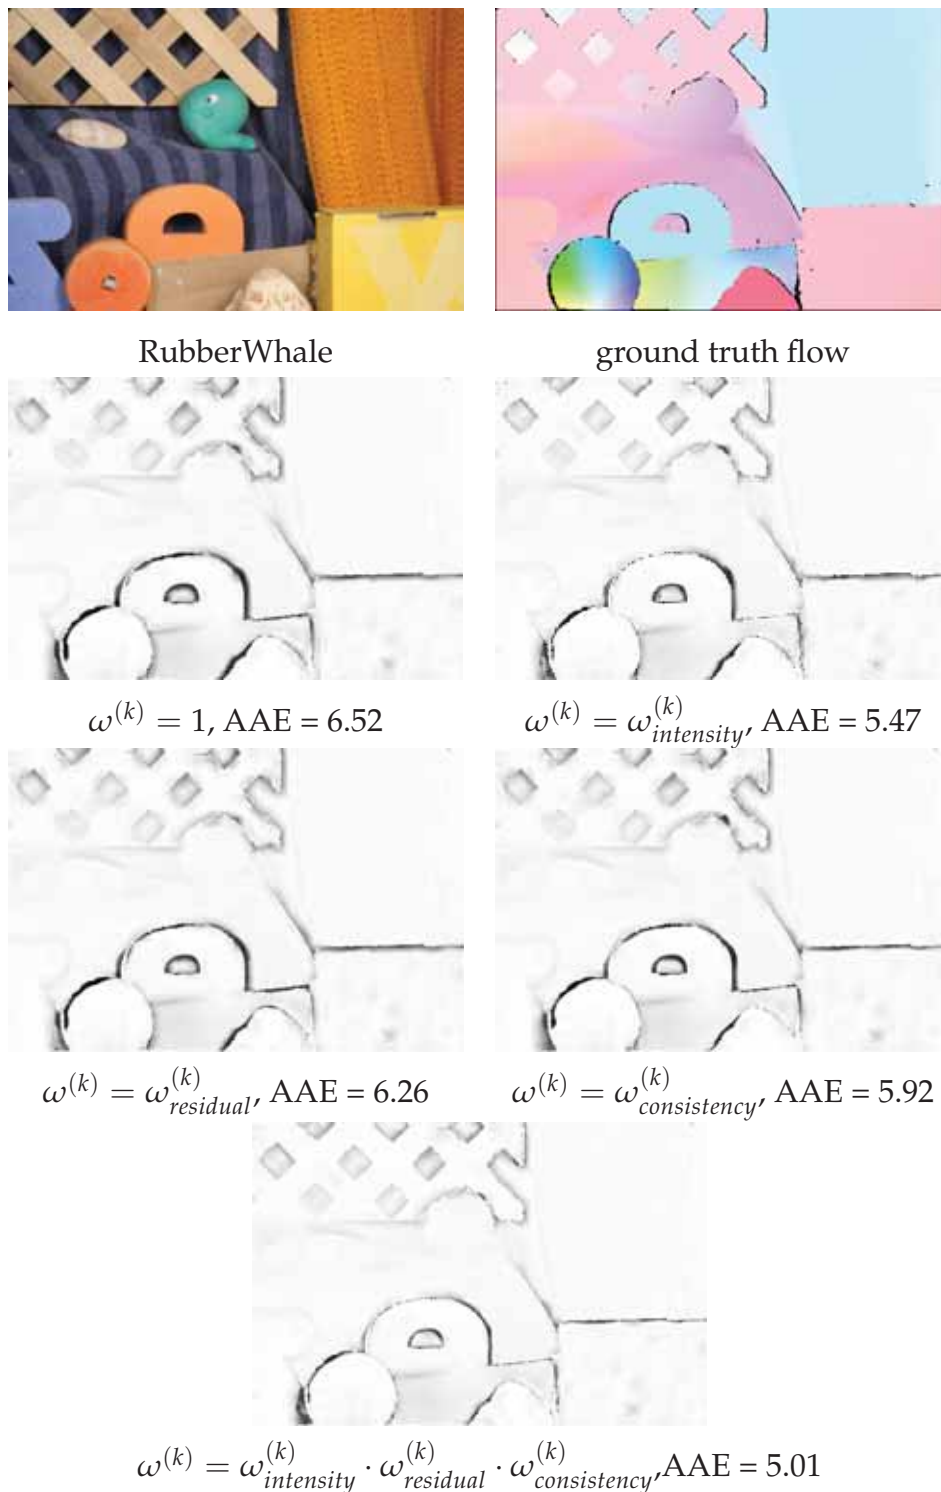 RubberWhale
ground truth flow
ω^(k) = 1, AAE = 6.52
ω^(k) = ω^(k)_intensity, AAE = 5.47
ω^(k) = ω^(k)_residual, AAE = 6.26
ω^(k) = ω^(k)_consistency, AAE = 5.92
ω^(k) = ω^(k)_intensity · ω^(k)_residual · ω^(k)_consistency,AAE = 5.01